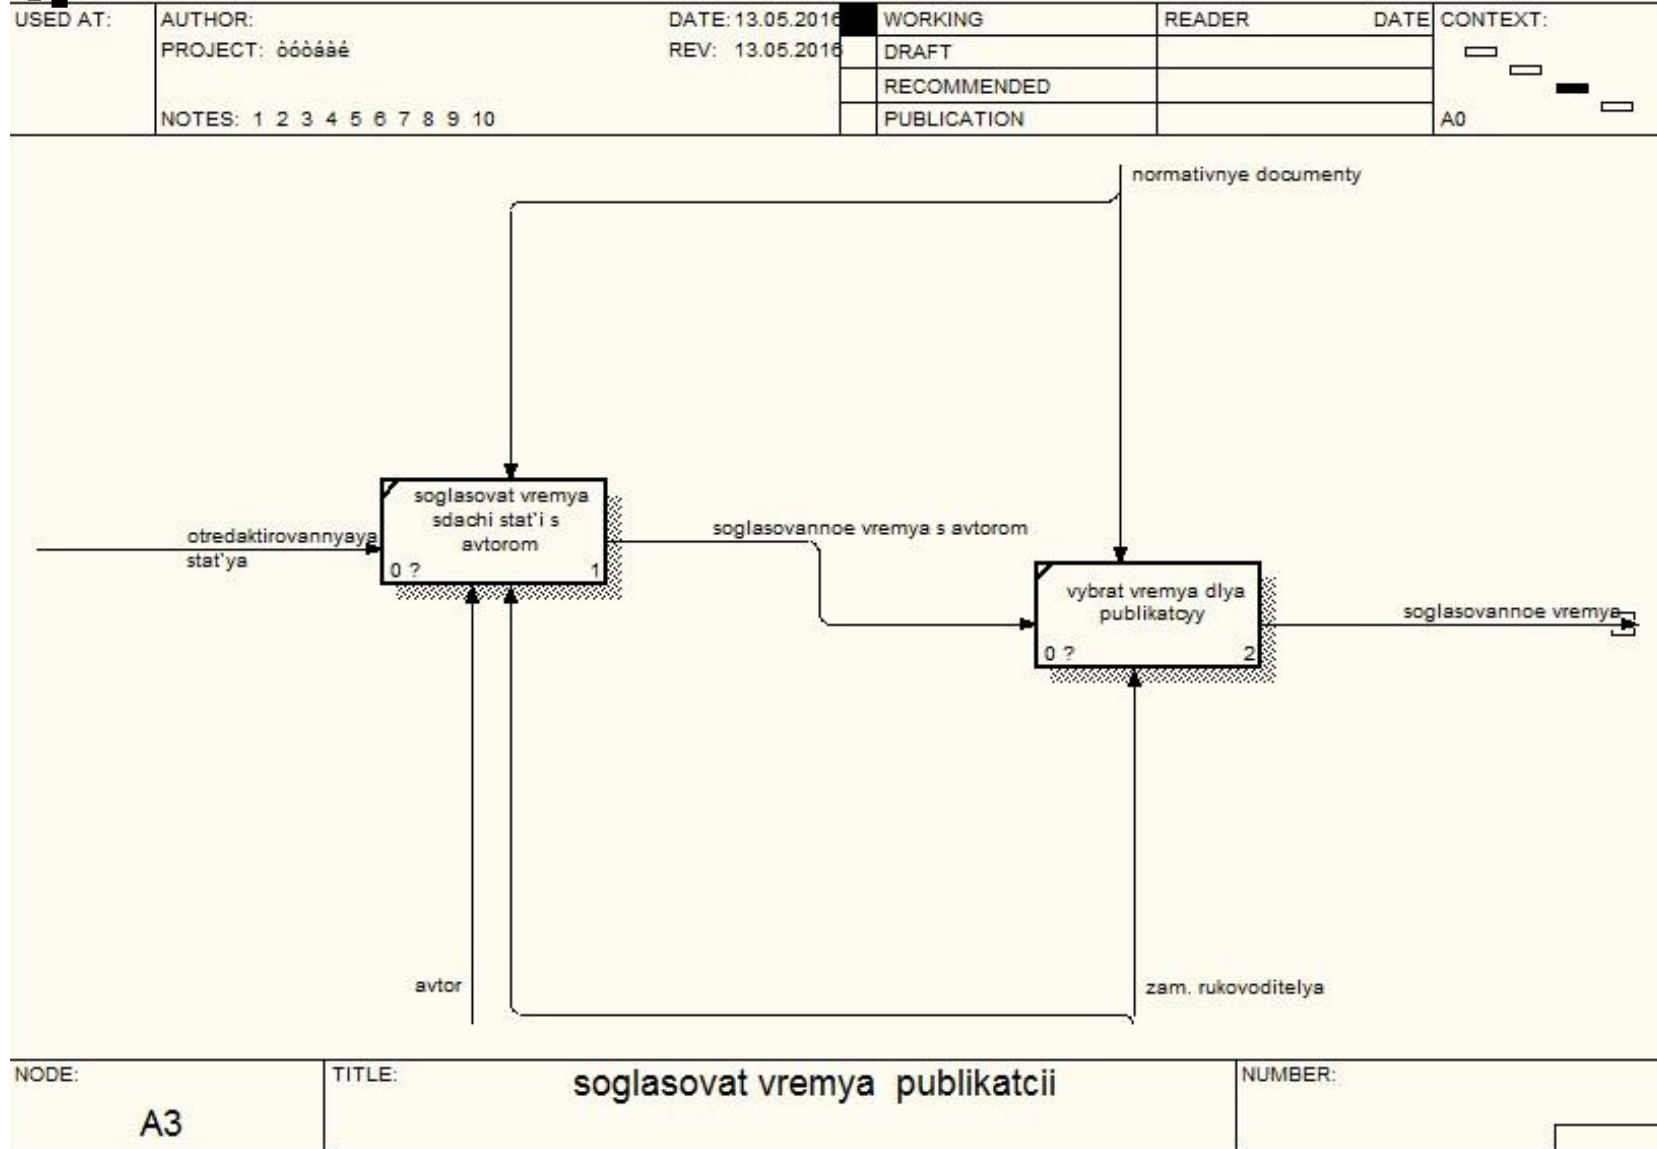 USED AT:
AUTHOR:
DATE: 13.05.2016
WORKING
READER
DATE
CONTEXT:
PROJECT: òóòáàé
REV: 13.05.2016
DRAFT
RECOMMENDED
NOTES: 1 2 3 4 5 6 7 8 9 10
PUBLICATION
A0
normativnye documenty
soglasovat vremya
sdachi stat'i s
avtorom
0 ?
1
otredaktirovannyaya
stat'ya
soglasovannoe vremya s avtorom
vybrat vremya dlya
publikatcyy
0 ?
2
soglasovannoe vremya
avtor
zam. rukovoditelya
NODE:
A3
TITLE:
soglasovat vremya publikatcii
NUMBER: